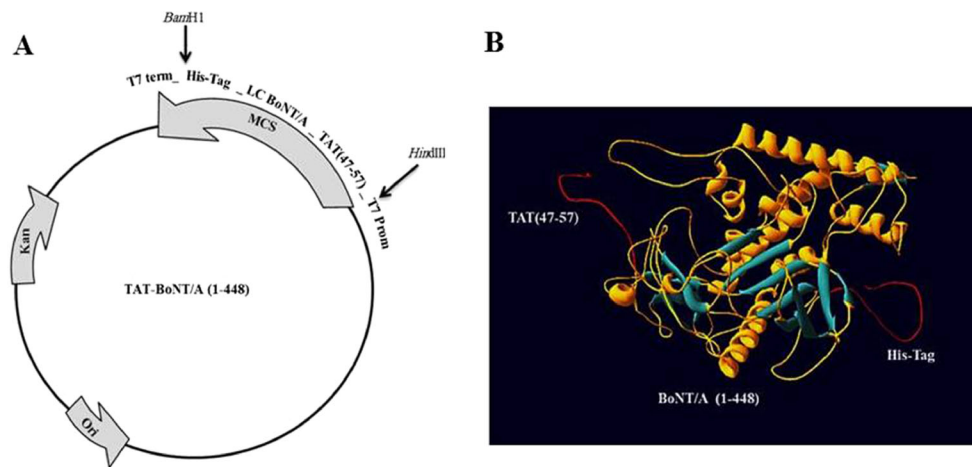 A
BamH1
T7 term_ His-Tag _ LC BoNT/A_ TAT(47-57)_ T7 Prom
MCS
HindIII
Kan
TAT-BoNT/A (1-448)
Ori
B
TAT(47-57)
His-Tag
BoNT/A (1-448)